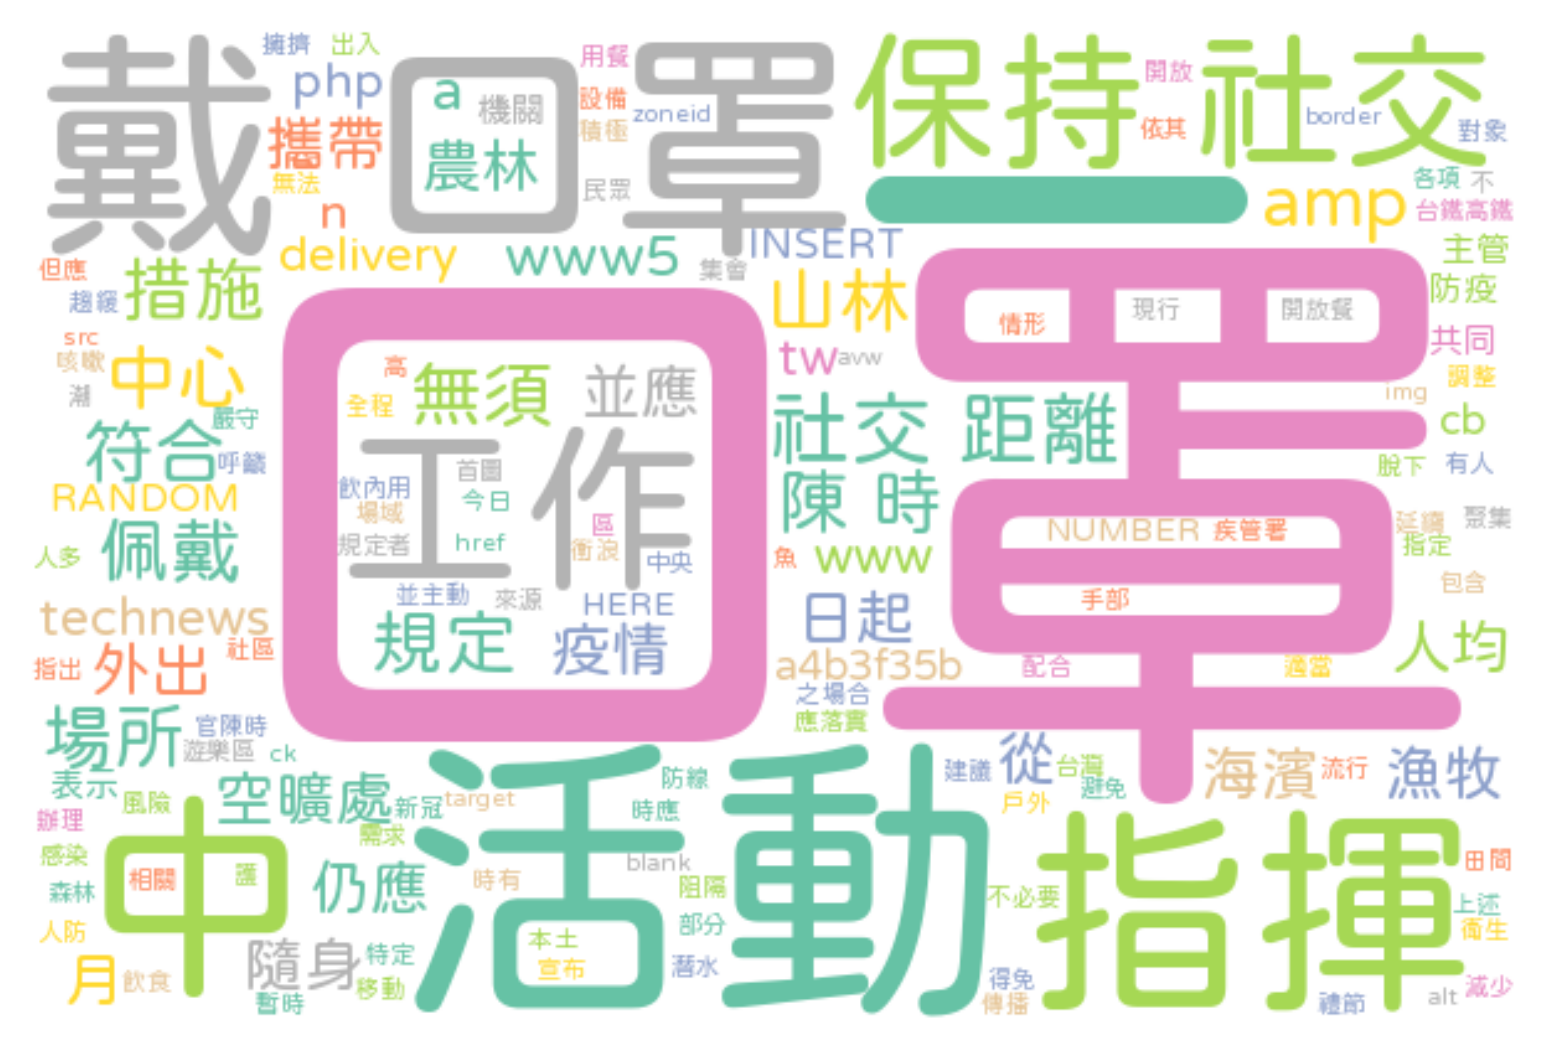 戴 口罩 保持社交
擁擠 出入 用餐 開放
php a 機關 設備 zoneid border 對象
攜帶 農林 積極 依其
無法 民眾 各項 不
n 一 amp 台鐵高鐵
delivery www5 INSERT 主管
但應 措施 集會 防疫
趨緩 山林 口罩
情形 現行 開放餐
src 中心 tw avw 共同
咳嗽 高 無須 並應 調整
全程 img
嚴守 社交 距離 cb
符合 呼籲 工作 首圖 脫下 有人
RANDOM 飲內用 今日 陳 時
場域 區 NUMBER 疾管署 延續 聚集
人多 佩戴 規定者 href 衝浪 中央 魚 www 指定
並主動 來源 手部 包含
technews HERE 日起
規定 疫情 人均
指出 外出 社區 a4b3f35b 配合 適當
之場合
場所 官陳時 應落實
遊樂區 ck 活動 從 海濱 流行 漁牧
表示 空曠處 防線 建議 台灣
風險 新冠 target 時應 戶外 避免
辦理 中 需求 指揮
感染 相關 護 仍應 時有 blank 田間
森林 阻隔 不必要 上述
人防 部分 衛生
隨身 特定 本土
月 飲食 移動 宣布 潛水 得免 減少
暫時 傳播 禮節 alt